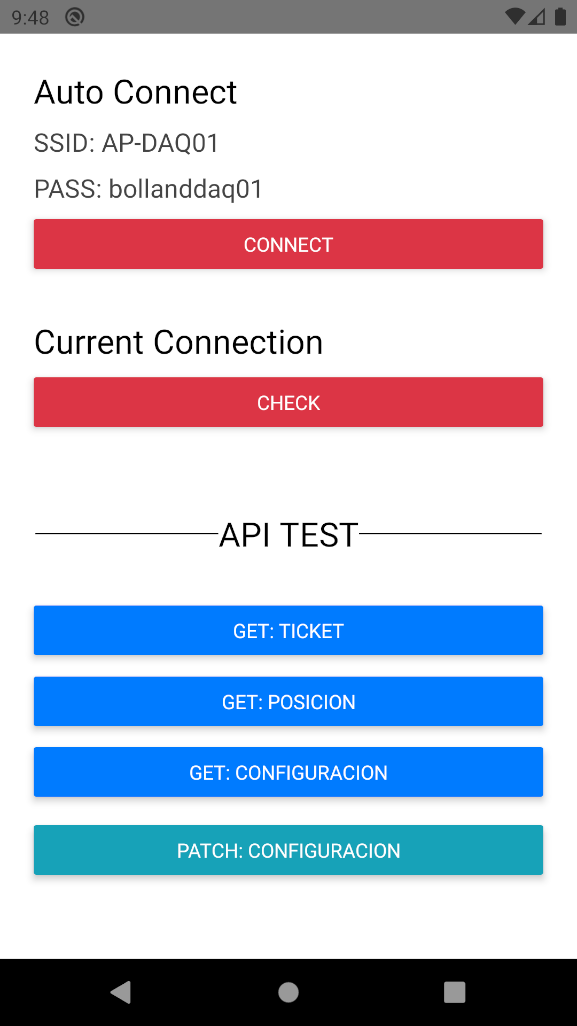 9:48
Auto Connect
SSID: AP-DAQ01
PASS: bollanddaq01
CONNECT
Current Connection
CHECK
API TEST
GET: TICKET
GET: POSICION
GET: CONFIGURACION
PATCH: CONFIGURACION